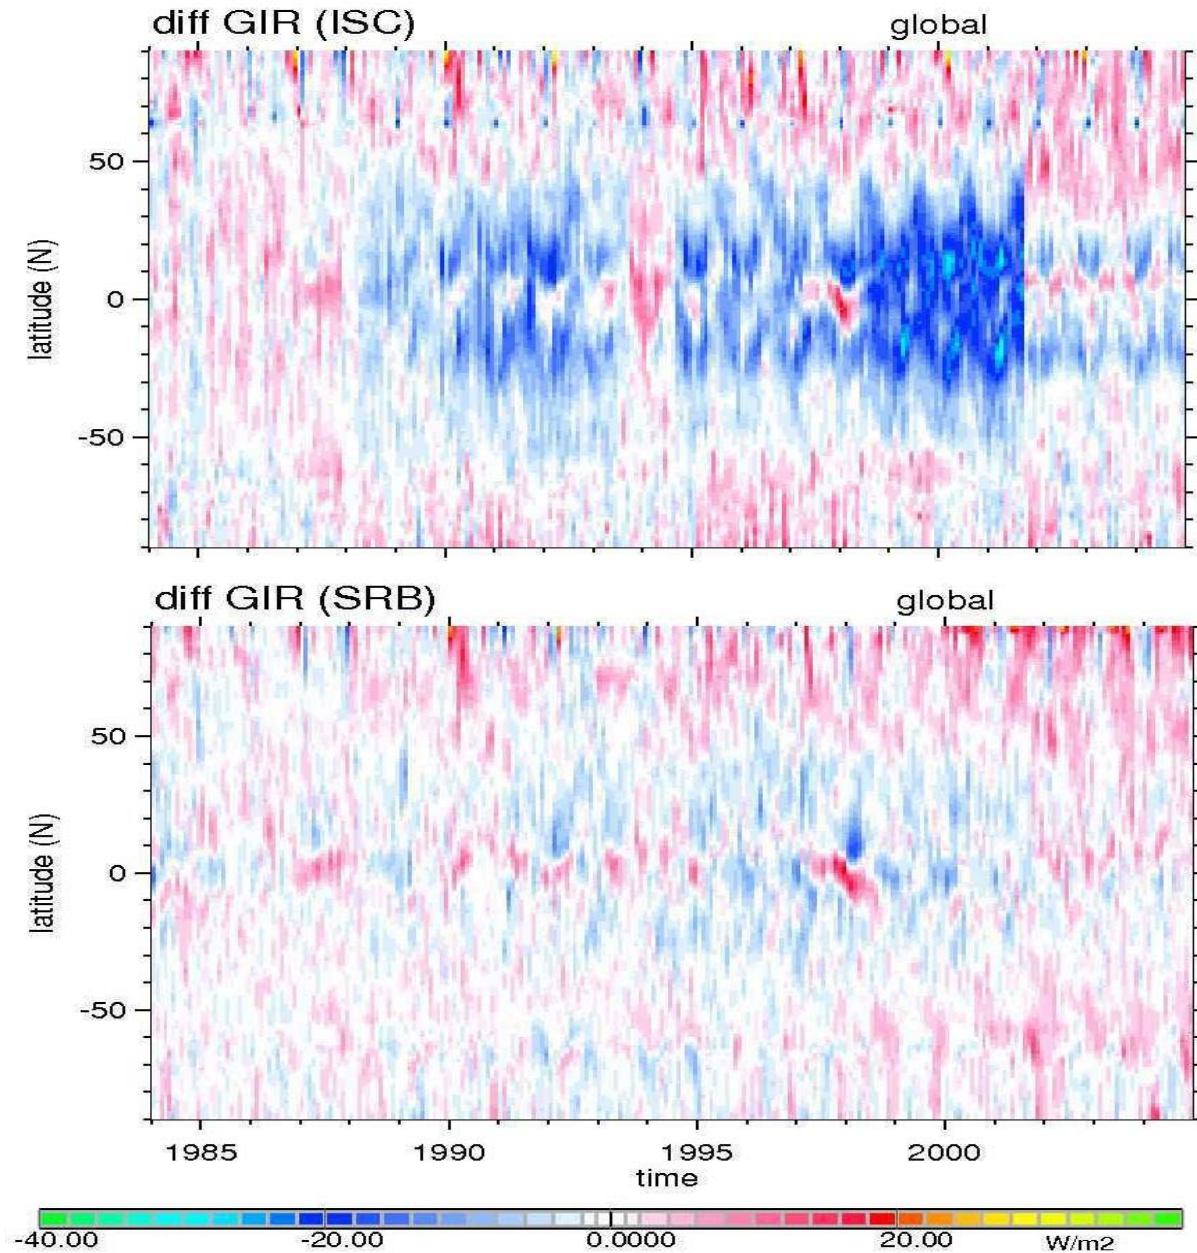 diff GIR (ISC) global
50
0
-50
latitude (N)
diff GIR (SRB) global
50
0
-50
latitude (N)
1985 1990 1995 2000
time
-40.00 -20.00 0.0000 20.00 W/m2